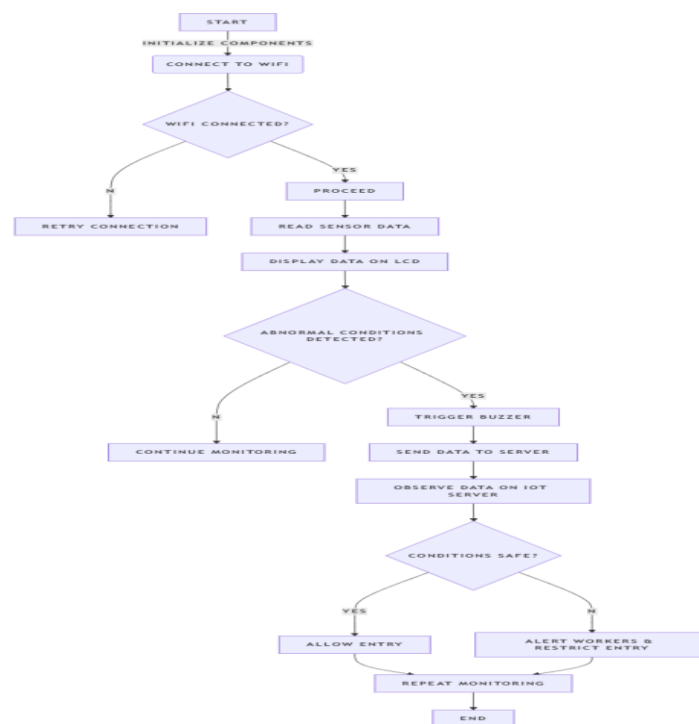 START
INITIALIZE COMPONENTS
CONNECT TO WIFI
WIFI CONNECTED?
YES
N
PROCEED
RETRY CONNECTION
READ SENSOR DATA
DISPLAY DATA ON LCD
ABNORMAL CONDITIONS
DETECTED?
YES
N
TRIGGER BUZZER
CONTINUE MONITORING
SEND DATA TO SERVER
OBSERVE DATA ON IOT
SERVER
CONDITIONS SAFE?
YES
N
ALLOW ENTRY
ALERT WORKERS &
RESTRICT ENTRY
REPEAT MONITORING
END